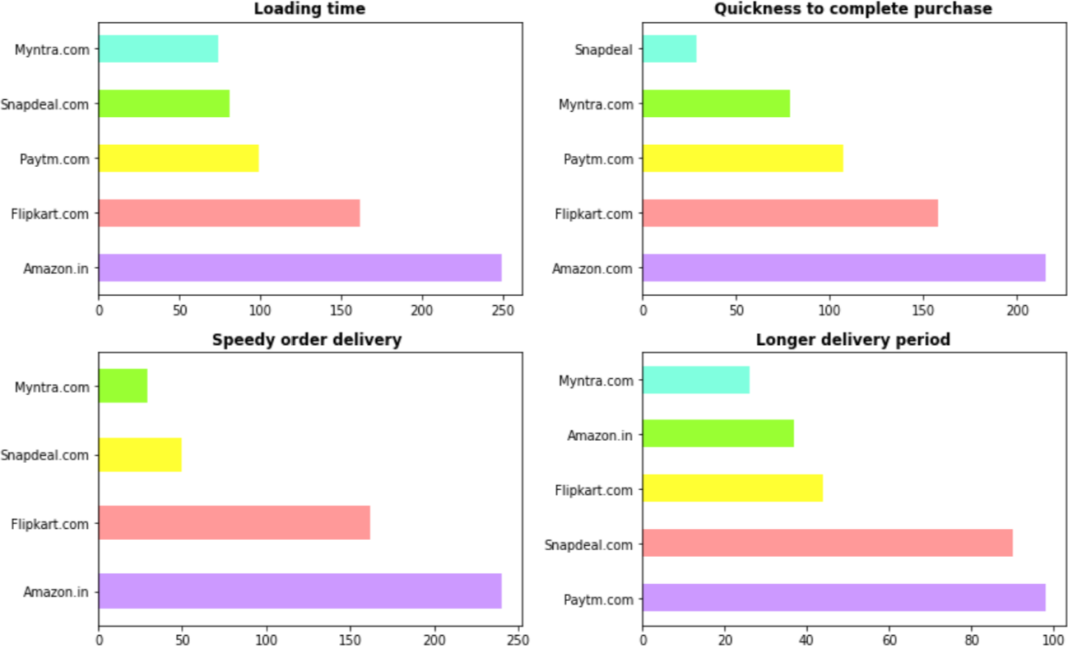 Loading time
Myntra.com
Snapdeal.com
Paytm.com
Flipkart.com
Amazon.in
0 50 100 150 200 250
Quickness to complete purchase
Snapdeal
Myntra.com
Paytm.com
Flipkart.com
Amazon.com
0 50 100 150 200
Speedy order delivery
Myntra.com
Snapdeal.com
Flipkart.com
Amazon.in
0 50 100 150 200 250
Longer delivery period
Myntra.com
Amazon.in
Flipkart.com
Snapdeal.com
Paytm.com
0 20 40 60 80 100